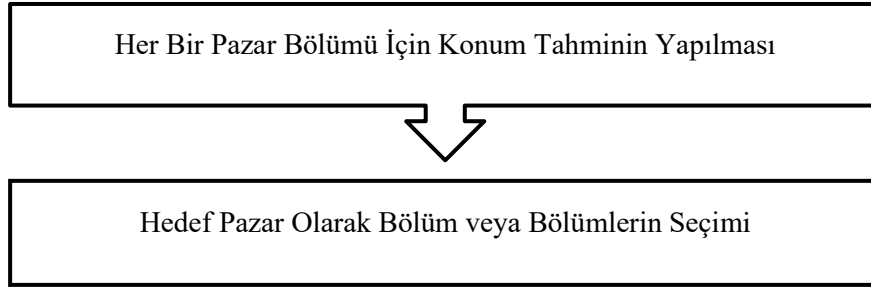 Her Bir Pazar Bölümü İçin Konum Tahminin Yapılması
Hedef Pazar Olarak Bölüm veya Bölümlerin Seçimi